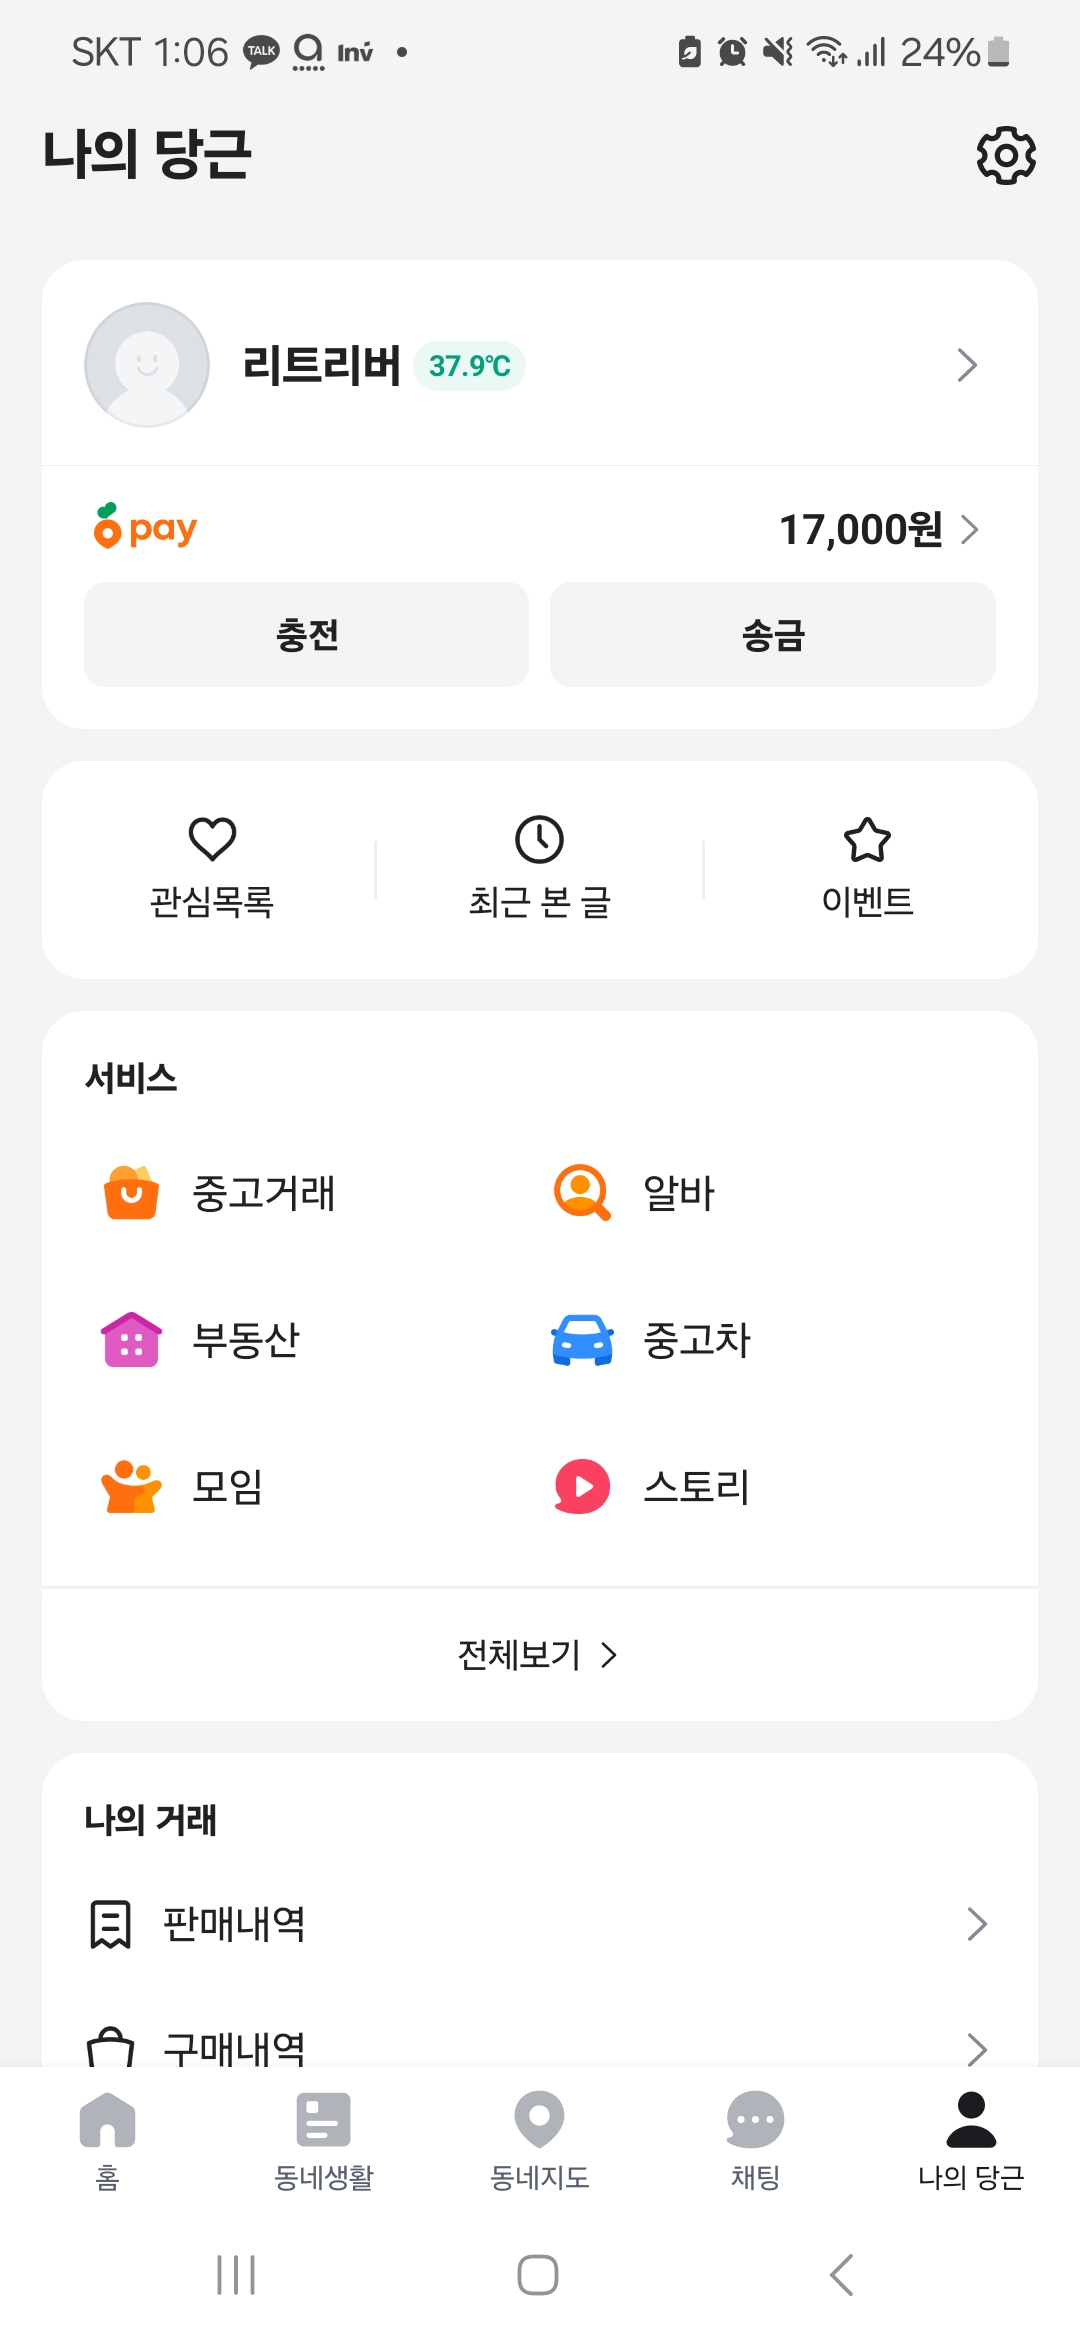 SKT 1:06 TALK Inv 24%
나의 당근
리트리버 37.9℃
pay 17,000원
충전 송금
관심목록 최근 본 글 이벤트
서비스
중고거래 알바
부동산 중고차
모임 스토리
전체보기
나의 거래
판매내역
구매내역
홈 동네생활 동네지도 채팅 나의 당근